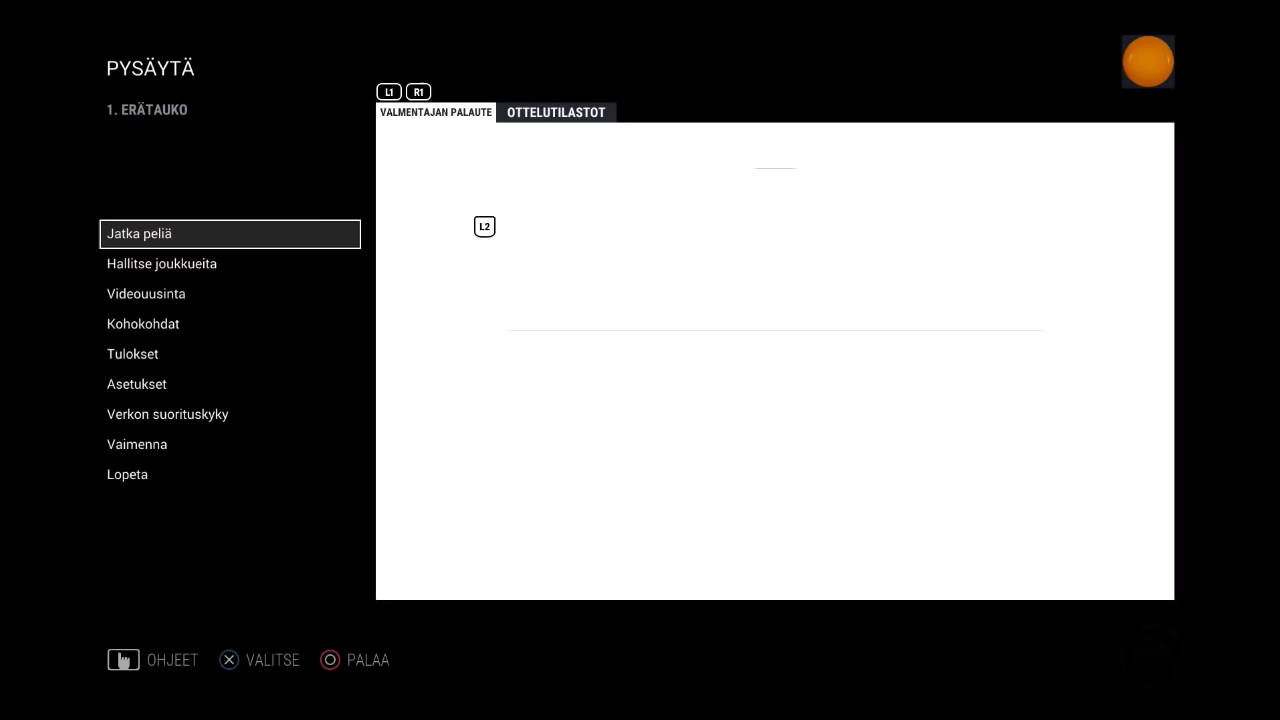 PYSÄYTÄ
1. ERÄTAUKO
L1 R1
VALMENTAJAN PALAUTE OTTELUTILASTOT
L2
Jatka peliä
Hallitse joukkueita
Videouusinta
Kohokohdat
Tulokset
Asetukset
Verkon suorituskyky
Vaimenna
Lopeta
OHJEET VALITSE PALAA